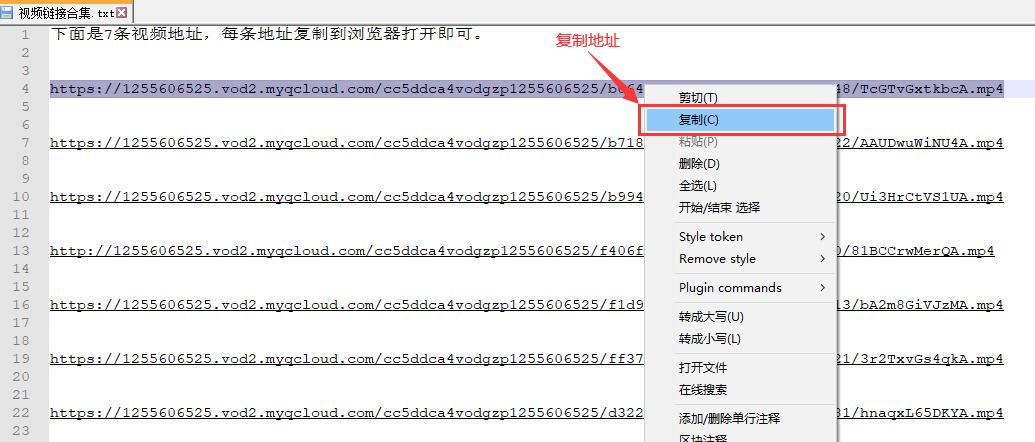 视频链接合集.txt
1 下面是7条视频地址，每条地址复制到浏览器打开即可。
复制地址
2
3
4 https://1255606525.vod2.myqcloud.com/cc5ddca4vodgzp1255606525/b064 48/TcGTvGxtkbcA.mp4
5
6
7 https://1255606525.vod2.myqcloud.com/cc5ddca4vodgzp1255606525/b718 22/AAUDwuWiNU4A.mp4
8
9
10 https://1255606525.vod2.myqcloud.com/cc5ddca4vodgzp1255606525/b994 20/Ui3HrCtVS1UA.mp4
11
12
13 http://1255606525.vod2.myqcloud.com/cc5ddca4vodgzp1255606525/f406f 0/81BCCrwMerQA.mp4
14
15
16 https://1255606525.vod2.myqcloud.com/cc5ddca4vodgzp1255606525/f1d9 13/bA2m8GiVJzMA.mp4
17
18
19 https://1255606525.vod2.myqcloud.com/cc5ddca4vodgzp1255606525/ff37 21/3r2TxvGs4qkA.mp4
20
21
22 https://1255606525.vod2.myqcloud.com/cc5ddca4vodgzp1255606525/d322 31/hnaqxL65DKYA.mp4
23
剪切(T)
复制(C)
粘贴(P)
删除(D)
全选(L)
开始/结束 选择
Style token
Remove style
Plugin commands
转成大写(U)
转成小写(L)
打开文件
在线搜索
添加/删除单行注释
区块注释